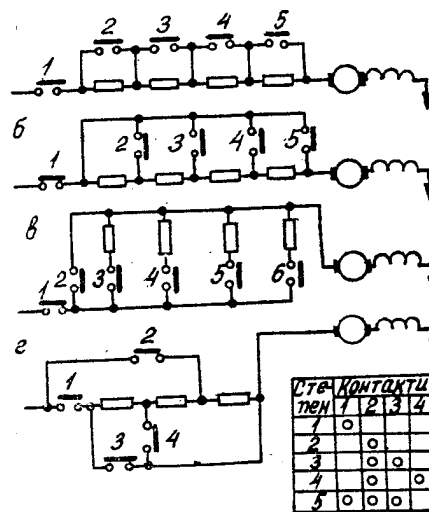 2 3 4 5
1
б
1 2 3 4 5
в
1 2 3 4 5 6
г
2
1
3 4
Сте- Контакти
пен 1 2 3 4
1 о
2 о
3 о о
4 о о
5 о о о